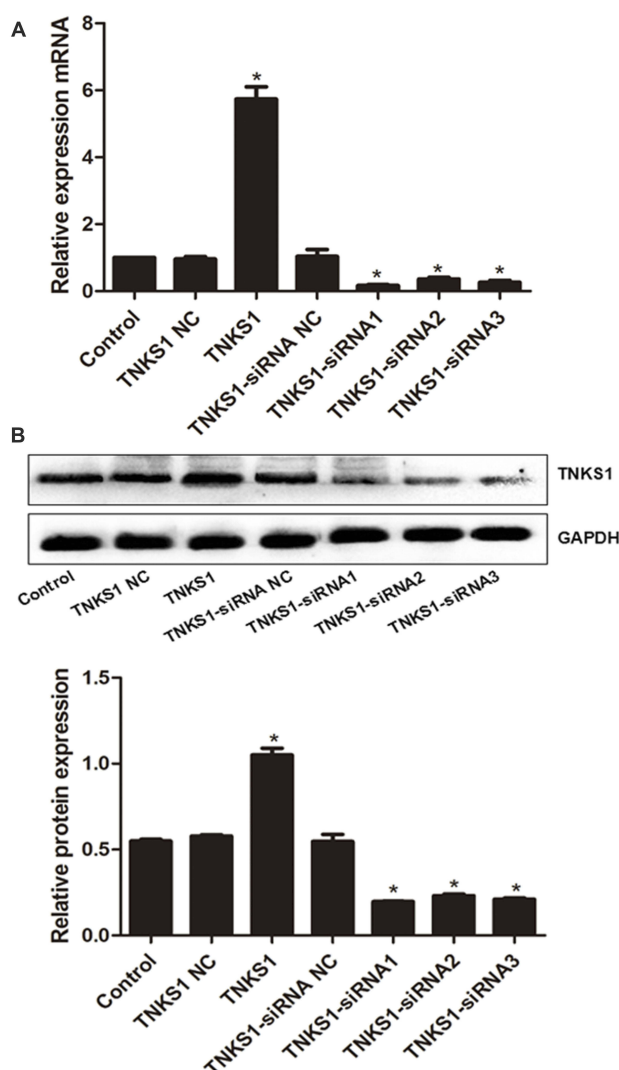 A
Relative expression mRNA
8
6
4
2
0
*
*
*
*
Control
TNKS1 NC
TNKS1
TNKS1-siRNA NC
TNKS1-siRNA1
TNKS1-siRNA2
TNKS1-siRNA3
B
TNKS1
GAPDH
Control
TNKS1 NC
TNKS1
TNKS1-siRNA NC
TNKS1-siRNA1
TNKS1-siRNA2
TNKS1-siRNA3
Relative protein expression
1.5
1.0
0.5
0.0
*
*
*
*
Control
TNKS1 NC
TNKS1
TNKS1-siRNA NC
TNKS1-siRNA1
TNKS1-siRNA2
TNKS1-siRNA3